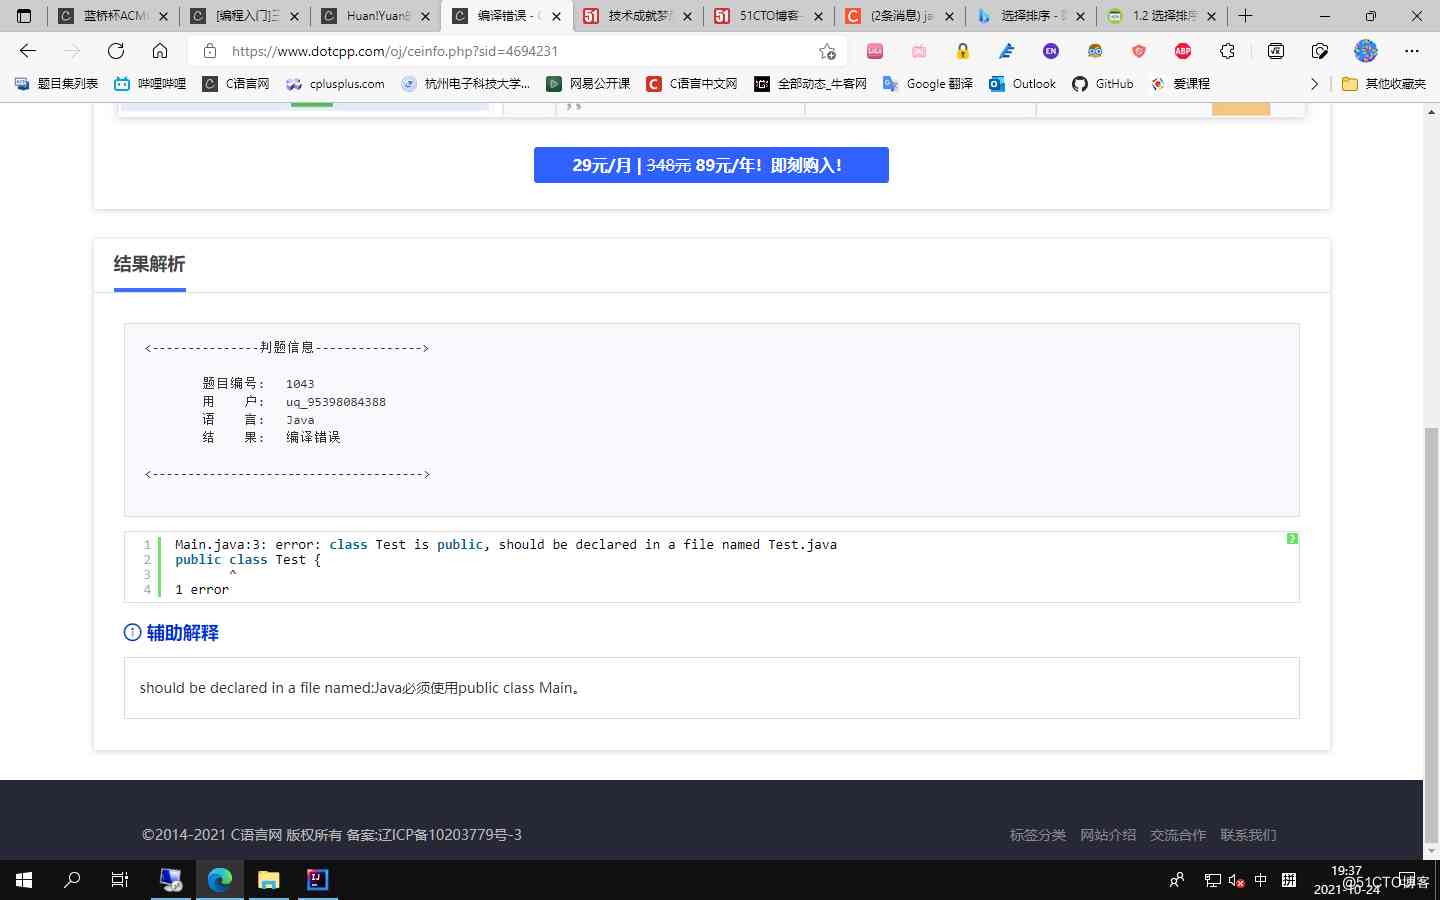 蓝桥杯ACM
[编程入门]三
Huan!Yuan
编译错误 - C
技术成就梦
51CTO博客-
(2条消息) ja
选择排序 -
1.2 选择排序
https://www.dotcpp.com/oj/ceinfo.php?sid=4694231
题目集列表 哔哩哔哩 C语言网 cplusplus.com 杭州电子科技大学... 网易公开课 C语言中文网 全部动态_牛客网 Google 翻译 Outlook GitHub 爱课程 其他收藏夹
29元/月 | 348元 89元/年！即刻购入！
结果解析
<---------------判题信息--------------->
题目编号： 1043
用 户： uq_95398084388
语 言： Java
结 果： 编译错误
<-------------------------------------->
1 Main.java:3: error: class Test is public, should be declared in a file named Test.java
2 public class Test {
3 ^
4 1 error
?
辅助解释
should be declared in a file named:Java必须使用public class Main。
©2014-2021 C语言网 版权所有 备案:辽ICP备10203779号-3
标签分类 网站介绍 交流合作 联系我们
中 拼
19:37
2021-10-24
@51CTO博客